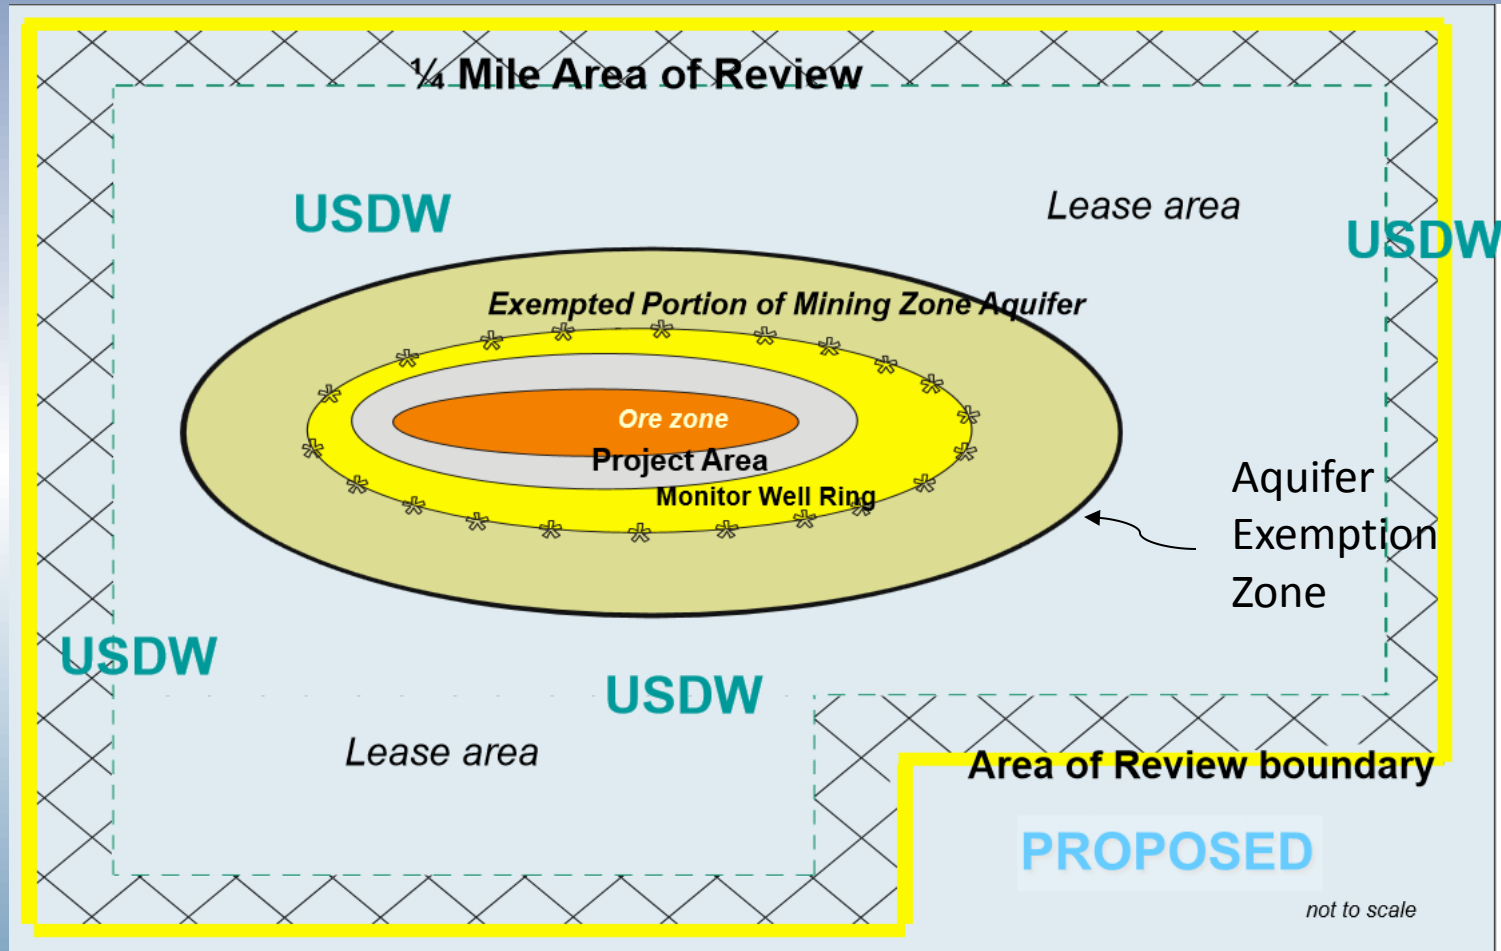 ¼ Mile Area of Review
USDW
Lease area
USDW
Exempted Portion of Mining Zone Aquifer
Ore zone
Project Area
Monitor Well Ring
Aquifer
Exemption
Zone
USDW
USDW
Lease area
Area of Review boundary
PROPOSED
not to scale